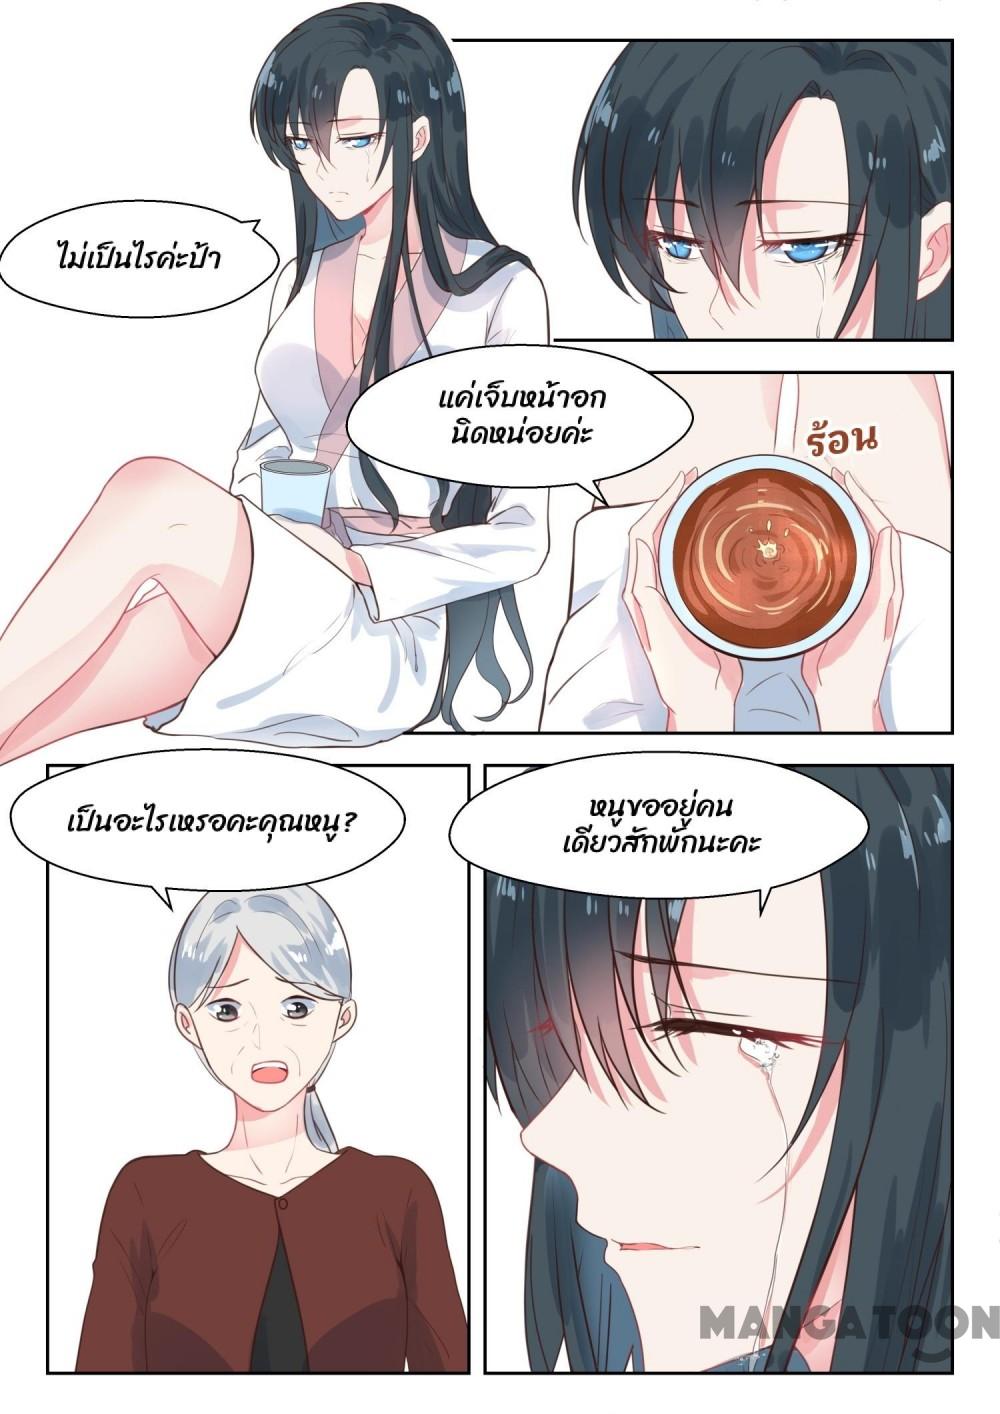 ไม่เป็นไรค่ะป้า
แค่เจ็บหน้าอก
นิดหน่อยค่ะ
ร้อน
เป็นอะไรเหรอคะคุณหนู?
หนูขออยู่คน
เดียวสักพักนะคะ
MANGATOON